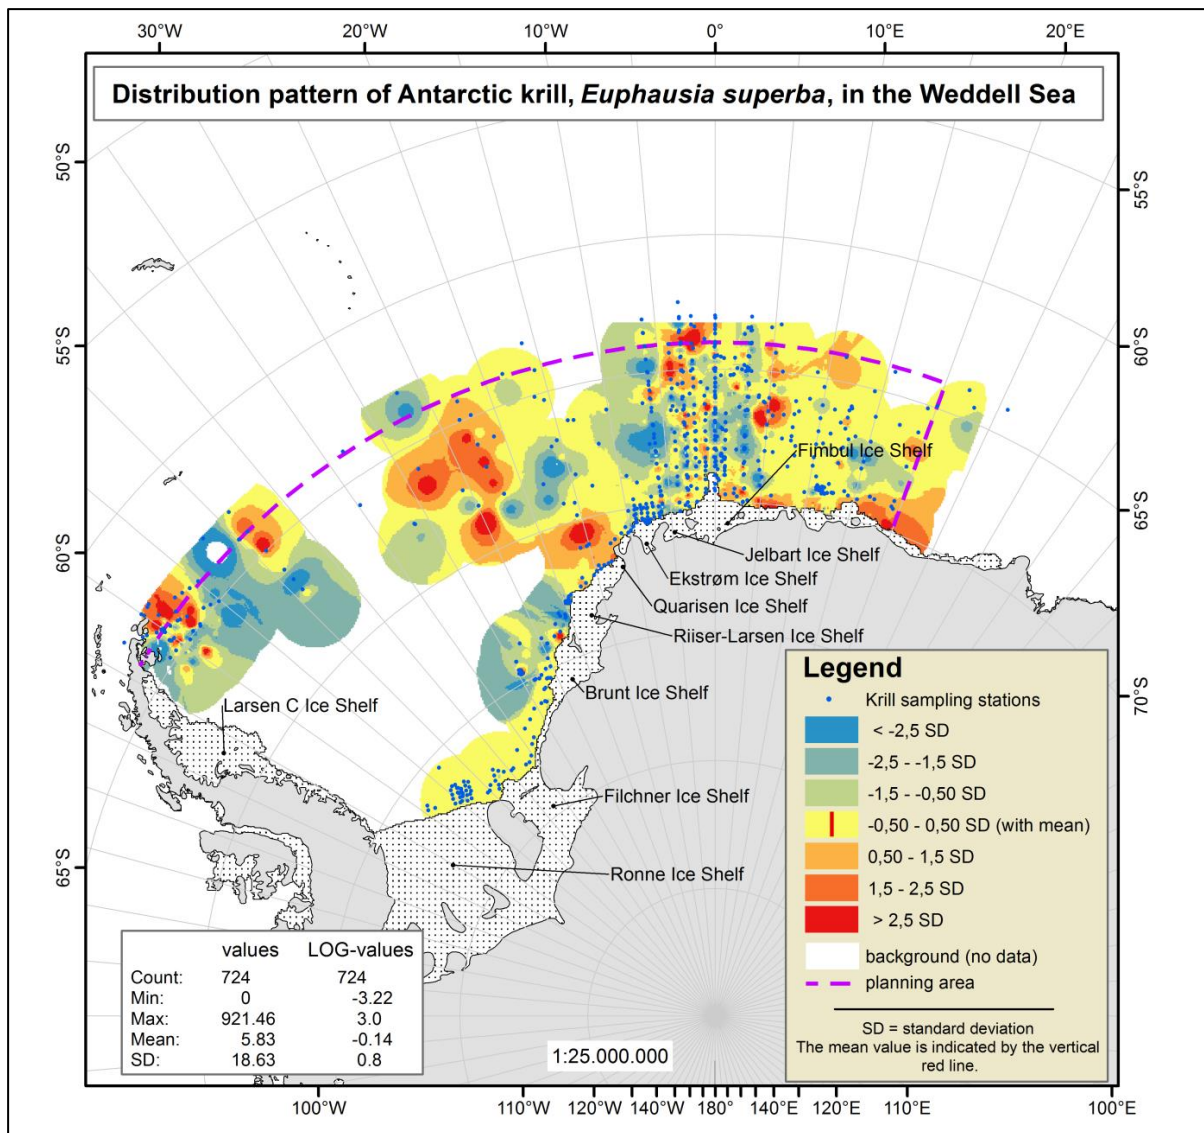 30°W 20°W 10°W 0° 10°E 20°E
Distribution pattern of Antarctic krill, Euphausia superba, in the Weddell Sea
50°S
55°S
55°S
60°S
60°S
65°S
65°S
70°S
Fimbul Ice Shelf
Jelbart Ice Shelf
Ekstrøm Ice Shelf
Quarisen Ice Shelf
Riiser-Larsen Ice Shelf
Brunt Ice Shelf
Larsen C Ice Shelf
Filchner Ice Shelf
Ronne Ice Shelf
Legend
Krill sampling stations
< -2,5 SD
-2,5 - -1,5 SD
-1,5 - -0,50 SD
-0,50 - 0,50 SD (with mean)
0,50 - 1,5 SD
1,5 - 2,5 SD
> 2,5 SD
background (no data)
planning area
SD = standard deviation
The mean value is indicated by the vertical
red line.
values LOG-values
Count: 724 724
Min: 0 -3.22
Max: 921.46 3.0
Mean: 5.83 -0.14
SD: 18.63 0.8
1:25.000.000
100°W 110°W 120°W 140°W 180° 140°E 120°E 110°E 100°E